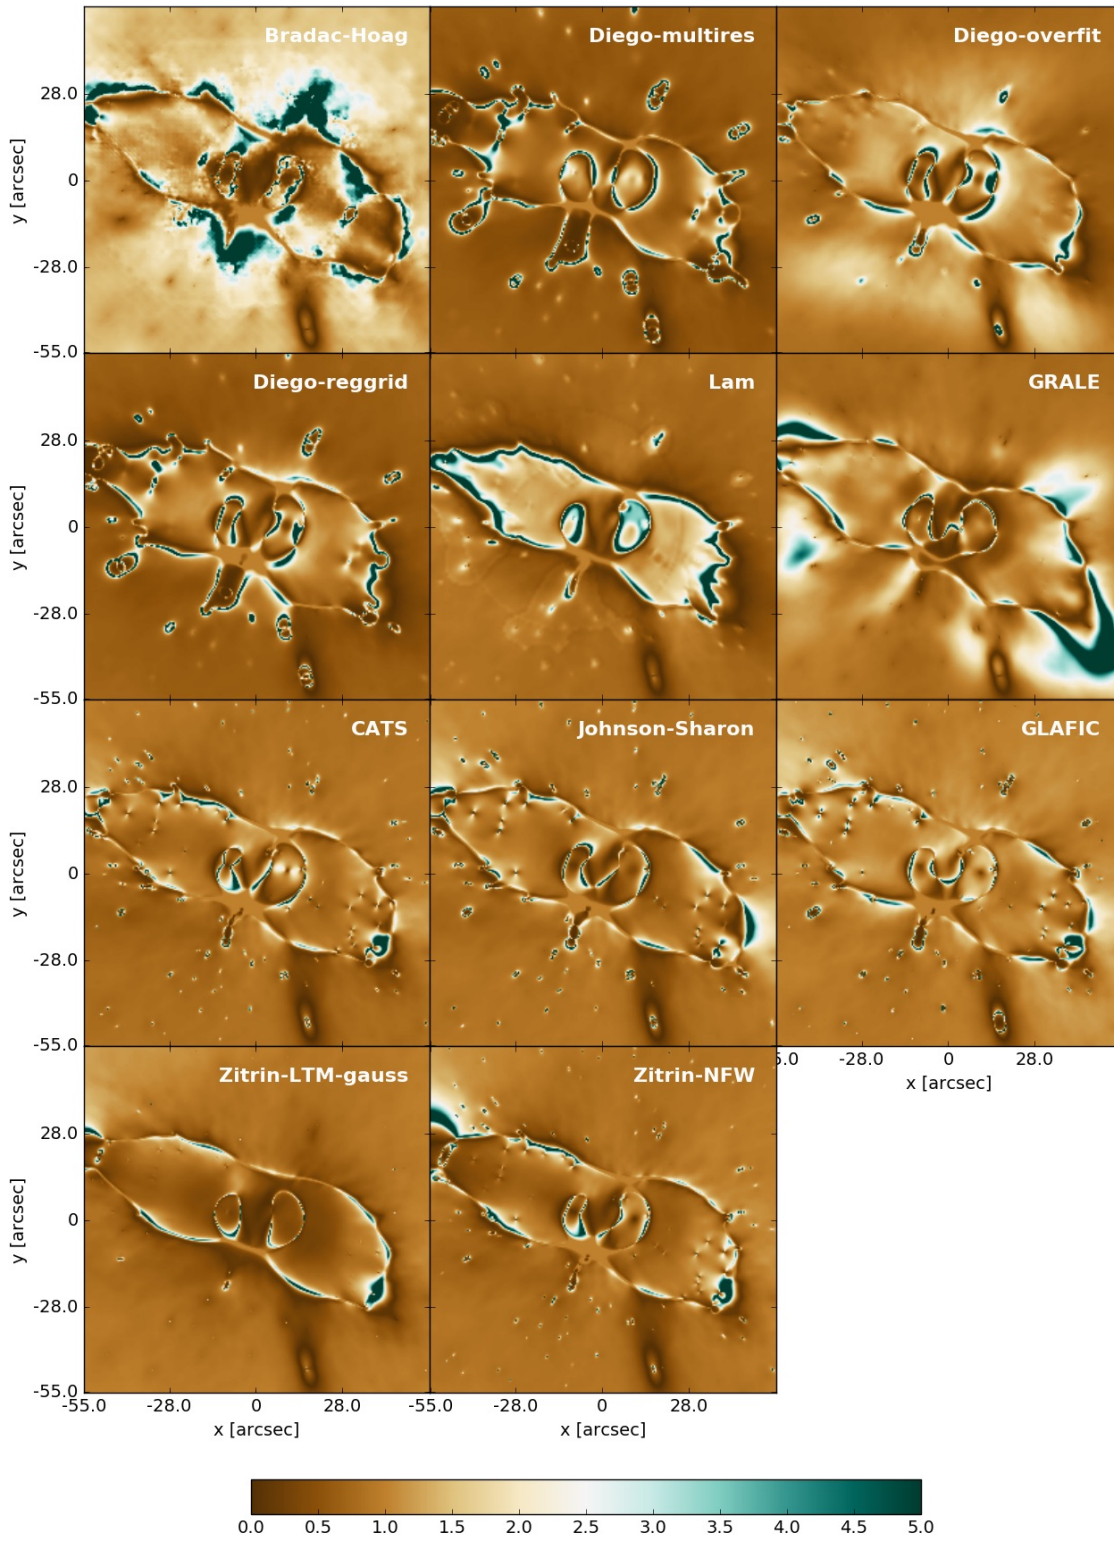 Bradac-Hoag Diego-multires Diego-overfit
28.0
0
-28.0
-55.0
y [arcsec]
Diego-reggrid Lam GRALE
28.0
0
-28.0
-55.0
y [arcsec]
CATS Johnson-Sharon GLAFIC
28.0
0
-28.0
-55.0
y [arcsec]
5.0 -28.0 0 28.0
x [arcsec]
Zitrin-LTM-gauss Zitrin-NFW
28.0
0
-28.0
-55.0
y [arcsec]
-55.0 -28.0 0 28.0 -55.0 -28.0 0 28.0
x [arcsec] x [arcsec]
0.0 0.5 1.0 1.5 2.0 2.5 3.0 3.5 4.0 4.5 5.0